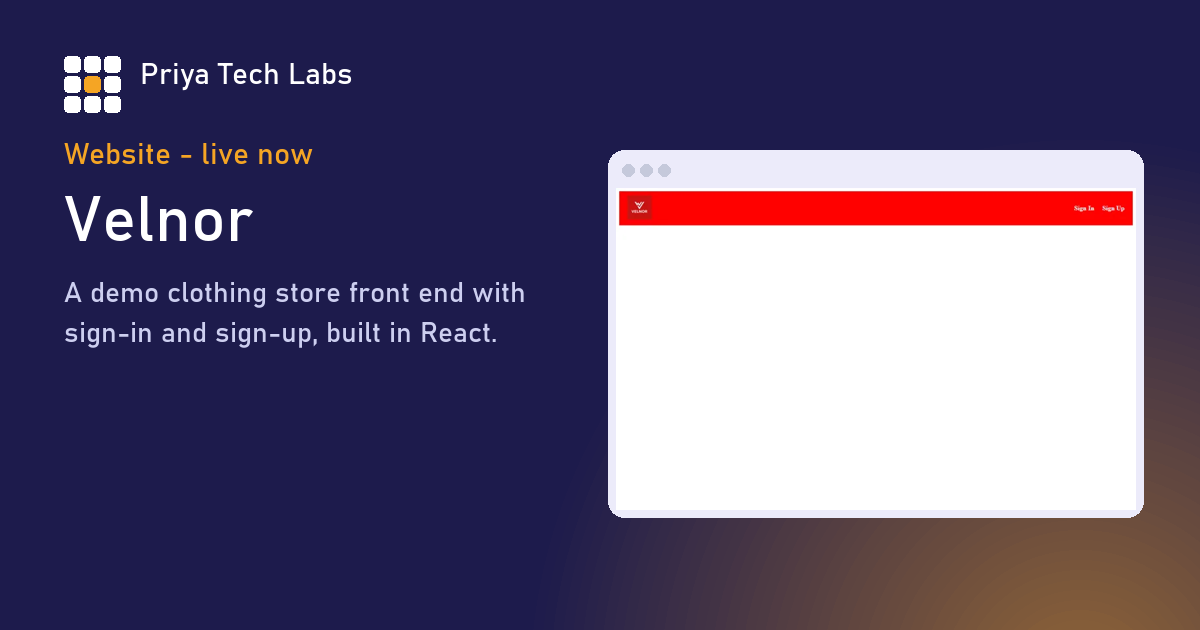 Priya Tech Labs
Website - live now
Velnor
A demo clothing store front end with
sign-in and sign-up, built in React.
VELNOR
Sign In Sign Up